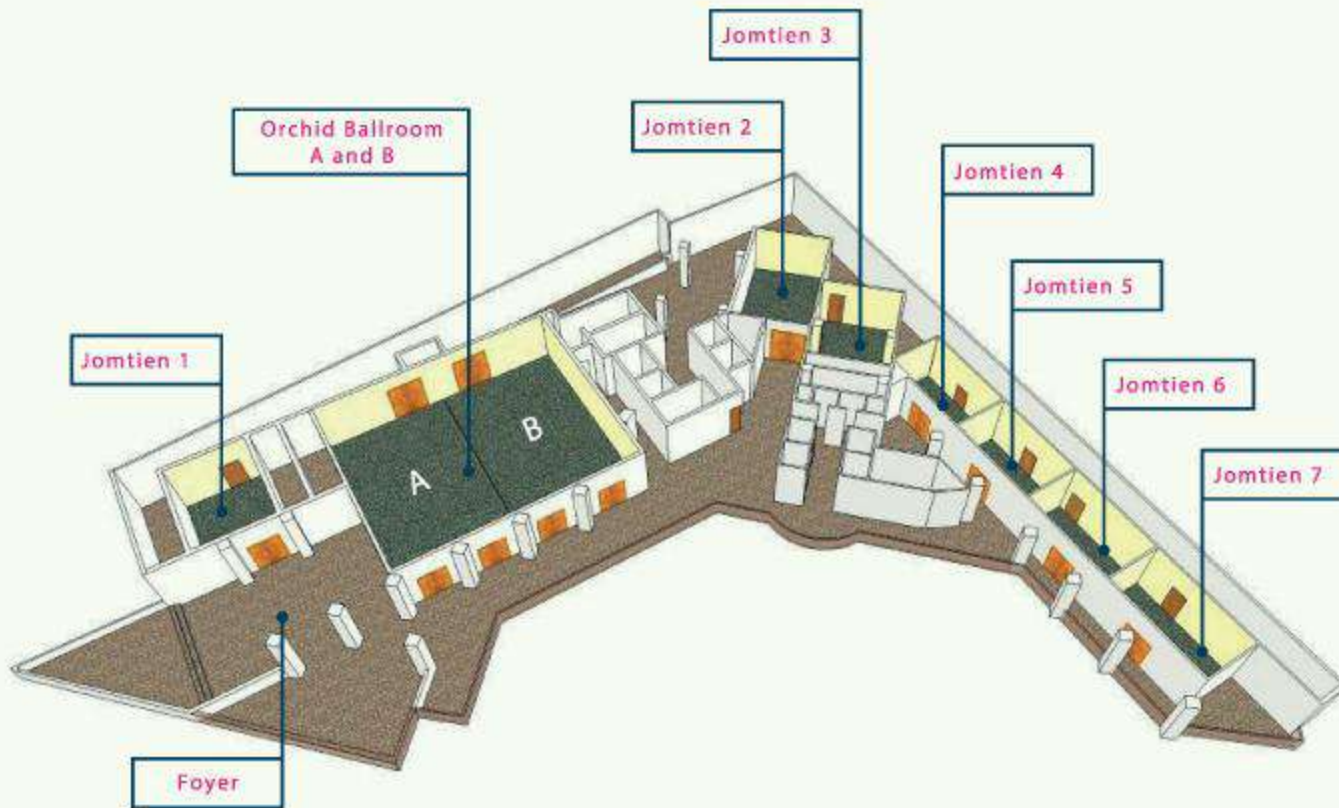 Jomtien 3
Orchid Ballroom
A and B
Jomtien 2
Jomtien 4
Jomtien 5
Jomtien 1
Jomtien 6
B
A
Jomtien 7
Foyer